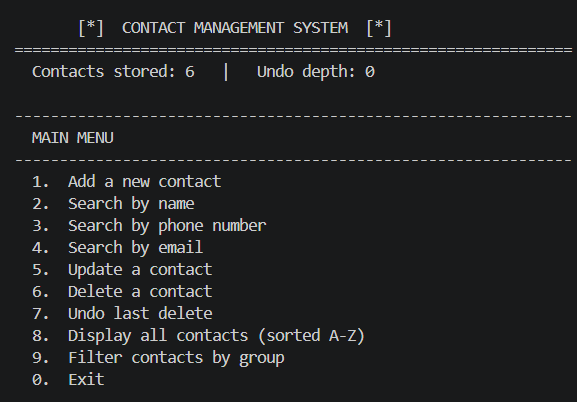 [*]  CONTACT MANAGEMENT SYSTEM  [*]
==============================================================
Contacts stored: 6   |   Undo depth: 0
--------------------------------------------------------------
MAIN MENU
--------------------------------------------------------------
1.  Add a new contact
2.  Search by name
3.  Search by phone number
4.  Search by email
5.  Update a contact
6.  Delete a contact
7.  Undo last delete
8.  Display all contacts (sorted A-Z)
9.  Filter contacts by group
0.  Exit